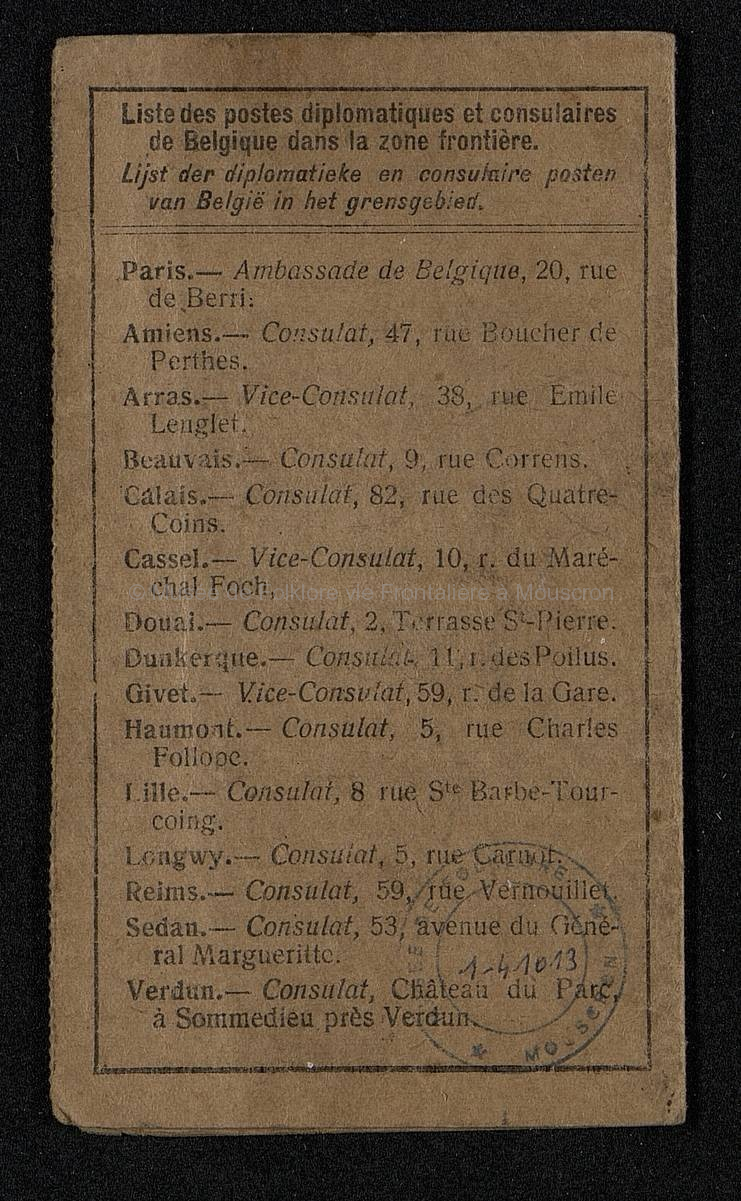 Liste des postes diplomatiques et consulaires
de Belgique dans la zone frontière.
Lijst der diplomatieke en consulaire posten
van België in het grensgebied.
Paris.— Ambassade de Belgique, 20, rue
de Berri.
Amiens.— Consulat, 47, rue Boucher de
Perthes.
Arras.— Vice-Consulat, 38, rue Emile
Lenglet.
Beauvais.— Consulat, 9, rue Correns.
Calais.— Consulat, 82, rue des Quatre-
Coins.
Cassel.— Vice-Consulat, 10, r. du Maré-
chal Foch,
vie Frontalière à Mouscron
Douai.— Consulat, 2, Terrasse St-Pierre.
Dunkerque.— Consulat, 11, r. des Poilus.
Givet.— Vice-Consulat, 59, r. de la Gare.
Haumont.— Consulat, 5, rue Charles
Follope.
Lille.— Consulat, 8 rue Ste Barbe-Tour-
coing.
Longwy.— Consulat, 5, rue Carnot.
Reims.— Consulat, 59, rue Vernouillet.
Sedan.— Consulat, 53, avenue du Géné-
ral Margueritte.
1-41013
Verdun.— Consulat, Château du Parc,
à Sommedieu près Verdun.